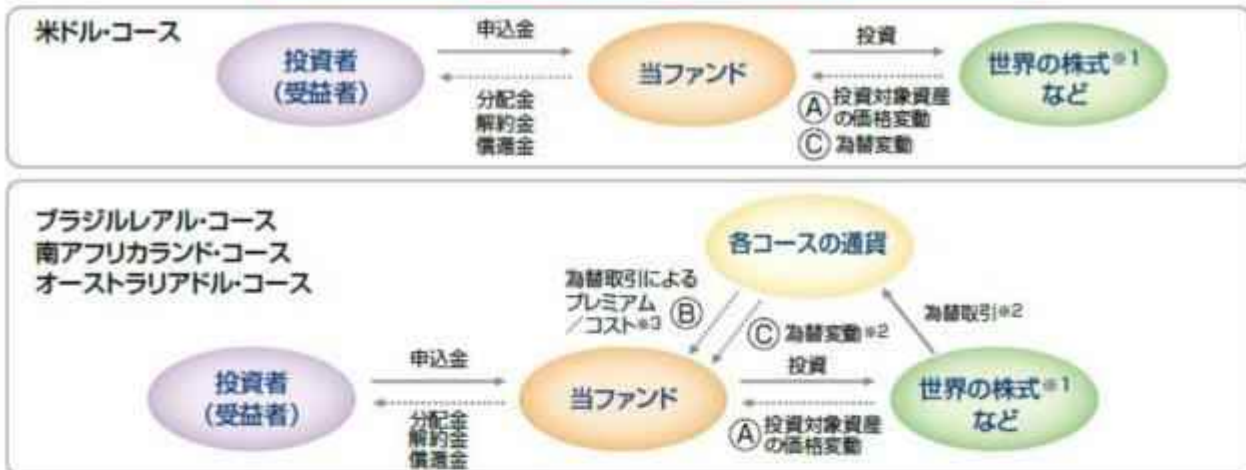 米ドル・コース
投資者
(受益者)
申込金
分配金
解約金
償還金
当ファンド
投資
Ⓐ 投資対象資産
の価格変動
Ⓒ 為替変動
世界の株式※1
など
ブラジルレアル・コース
南アフリカランド・コース
オーストラリアドル・コース
各コースの通貨
為替取引による
プレミアム
/コスト※3 Ⓑ
Ⓒ 為替変動※2
為替取引※2
投資者
(受益者)
申込金
分配金
解約金
償還金
当ファンド
投資
Ⓐ 投資対象資産
の価格変動
世界の株式※1
など